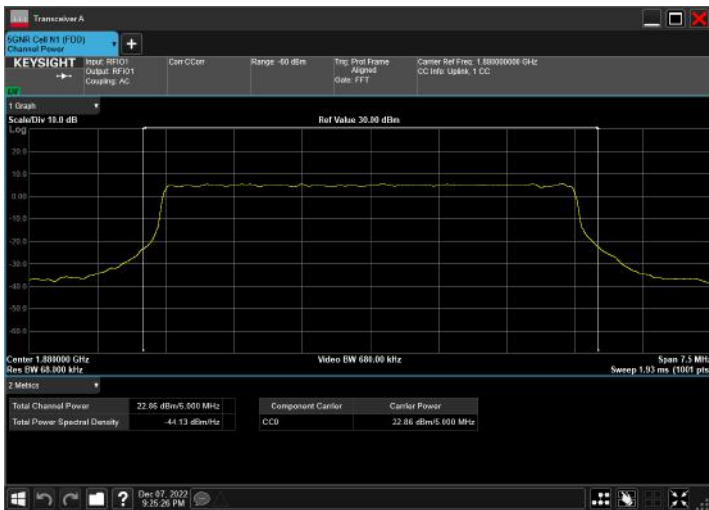 Transceiver A
5GNR Cell N1 (FDD)
Channel Power
KEYSIGHT
Input: RFIO1
Output: RFIO1
Coupling: AC
Corr CCorr
Range: -60 dBm
Trig: Prot Frame
Aligned
Gate: FFT
Carrier Ref Freq: 1.880000000 GHz
CC Info: Uplink, 1 CC
1 Graph
Scale/Div 10.0 dB
Ref Value 30.00 dBm
Log
20.0
10.0
0.00
-10.0
-20.0
-30.0
-40.0
-50.0
-60.0
Center 1.880000 GHz
Video BW 680.00 kHz
Span 7.5 MHz
Res BW 68.000 kHz
Sweep 1.93 ms (1001 pts
2 Metrics
Total Channel Power 22.86 dBm/5.000 MHz
Total Power Spectral Density -44.13 dBm/Hz
Component Carrier Carrier Power
CC0 22.86 dBm/5.000 MHz
?
Dec 07, 2022
9:25:26 PM